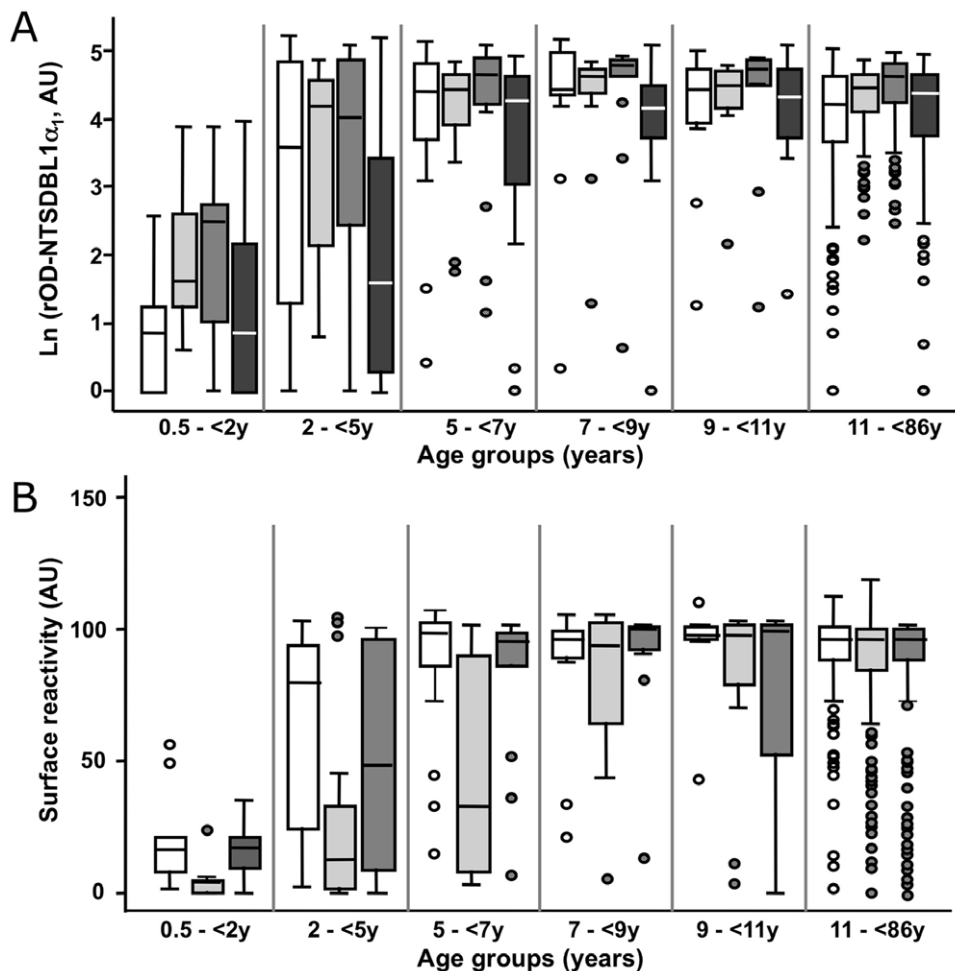 A
Ln (rOD-NTSDBL1α₁, AU)
5
4
3
2
1
0
0.5 - <2y 2 - <5y 5 - <7y 7 - <9y 9 - <11y 11 - <86y
Age groups (years)
B
Surface reactivity (AU)
150
100
50
0
0.5 - <2y 2 - <5y 5 - <7y 7 - <9y 9 - <11y 11 - <86y
Age groups (years)